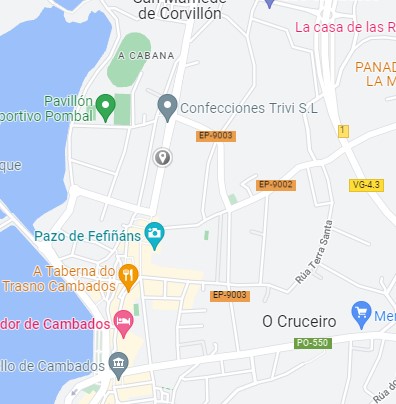 San Mamede
de Corvillón
La casa de las R
A CABANA
PANAD
LA M
Pavillón
portivo Pombal
Confecciones Trivi S.L
EP-9003
1
que
EP-9002
VG-4.3
Pazo de Fefiñáns
Rúa Terra Santa
A Taberna do
Trasno Cambados
EP-9003
dor de Cambados
O Cruceiro
Mer
PO-550
llo de Cambados
Rúa do